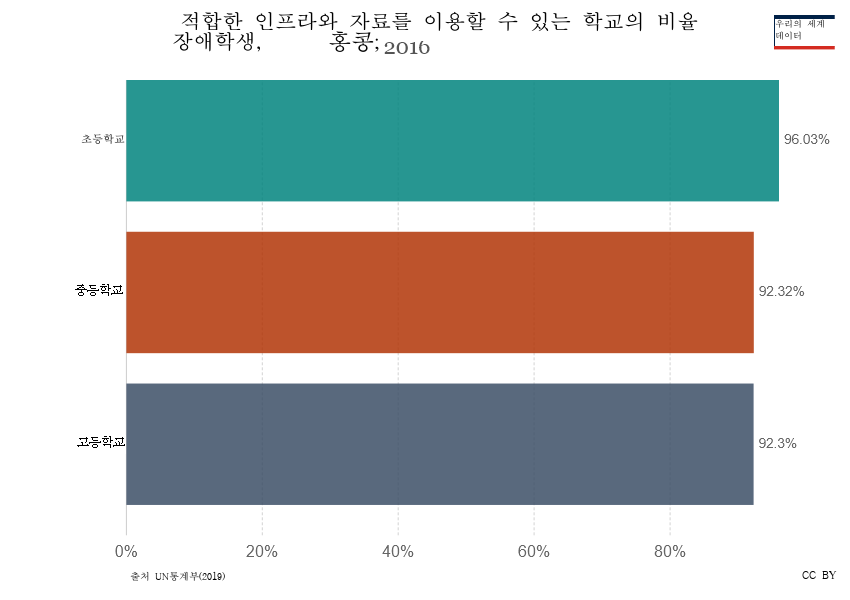 적합한 인프라와 자료를 이용할 수 있는 학교의 비율
장애학생, 홍콩; 2016
우리의 세계
데이터
초등학교
96.03%
중등학교
92.32%
고등학교
92.3%
0% 20% 40% 60% 80%
출처 UN통계부(2019)
CC BY